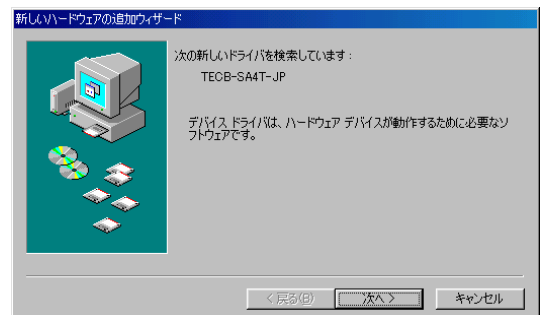 新しいハードウェアの追加ウィザード
次の新しいドライバを検索しています：
TECB-SA4T-JP
デバイス ドライバは、ハードウェア デバイスが動作するために必要なソ
フトウェアです。
< 戻る(B)
次へ >
キャンセル